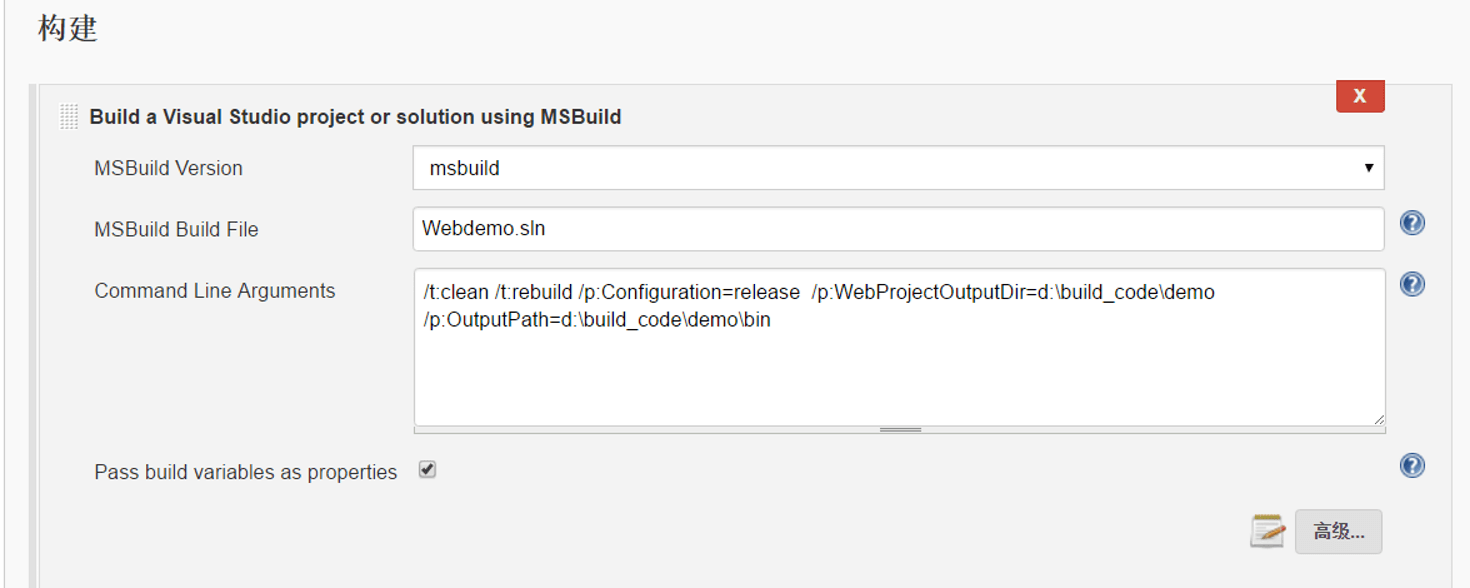 构建
X
Build a Visual Studio project or solution using MSBuild
MSBuild Version
msbuild
MSBuild Build File
Webdemo.sln
Command Line Arguments
/t:clean /t:rebuild /p:Configuration=release  /p:WebProjectOutputDir=d:\build_code\demo
/p:OutputPath=d:\build_code\demo\bin
Pass build variables as properties
高级...